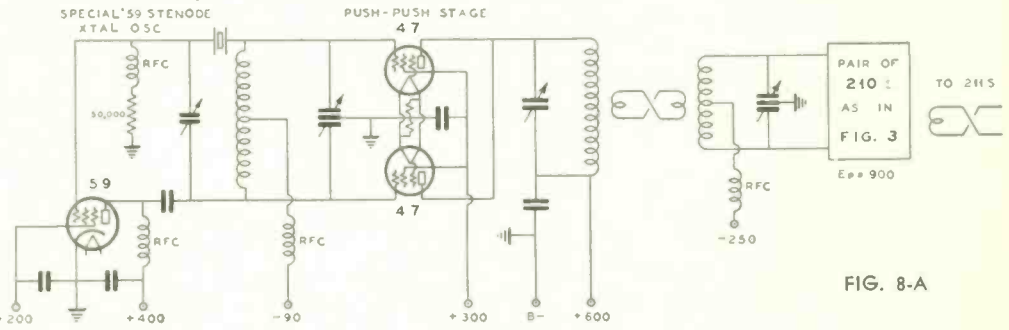 SPECIAL '59 STENODE
XTAL OSC
PUSH-PUSH STAGE
47
RFC
50,000
59
RFC
47
RFC
+200
+400
-90
+300
B-
+600
PAIR OF
210's
AS IN
FIG. 3
Ep= 900
TO 211S
RFC
-250
FIG. 8-A